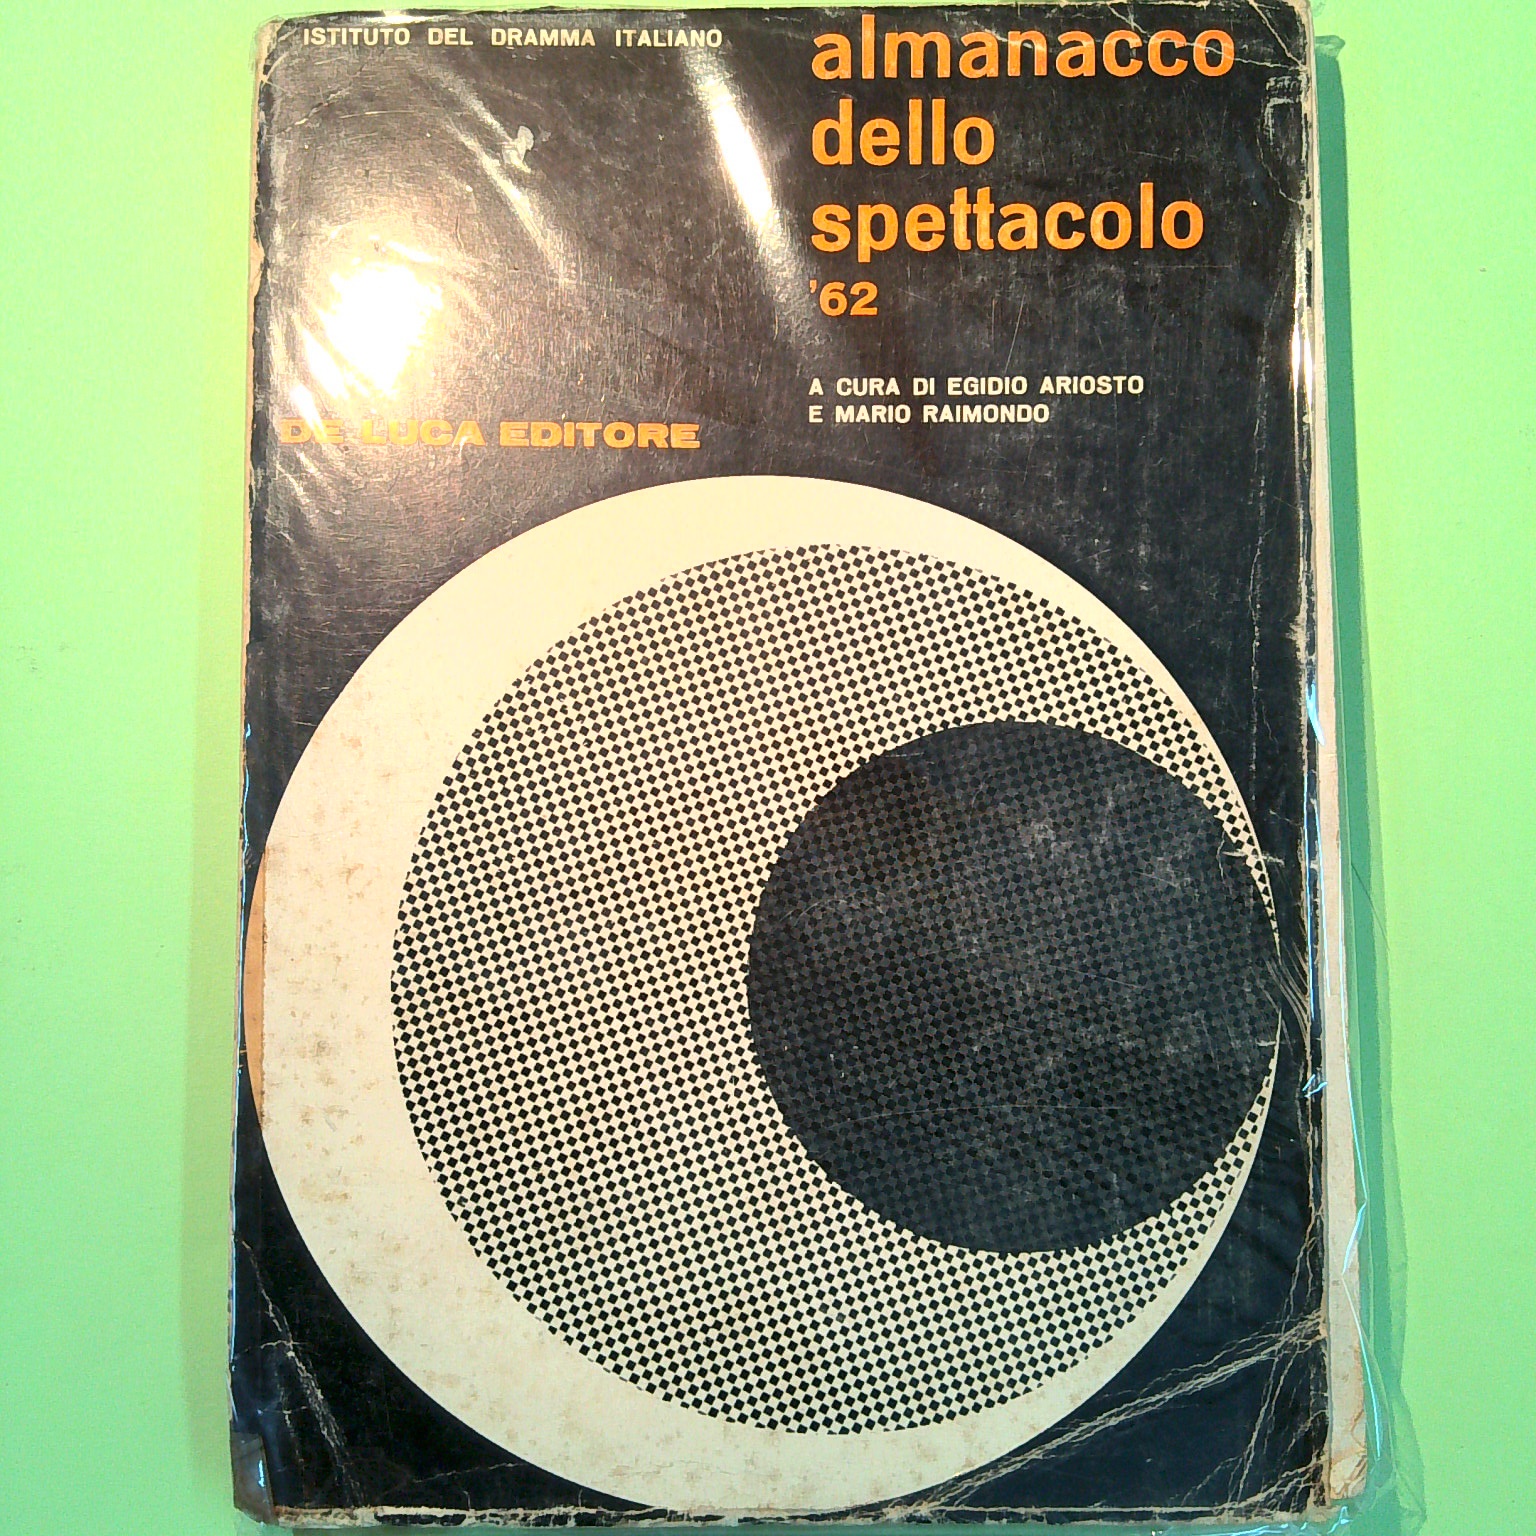 ISTITUTO DEL DRAMMA ITALIANO
almanacco
dello
spettacolo
'62
A CURA DI EGIDIO ARIOSTO
E MARIO RAIMONDO
DE LUCA EDITORE